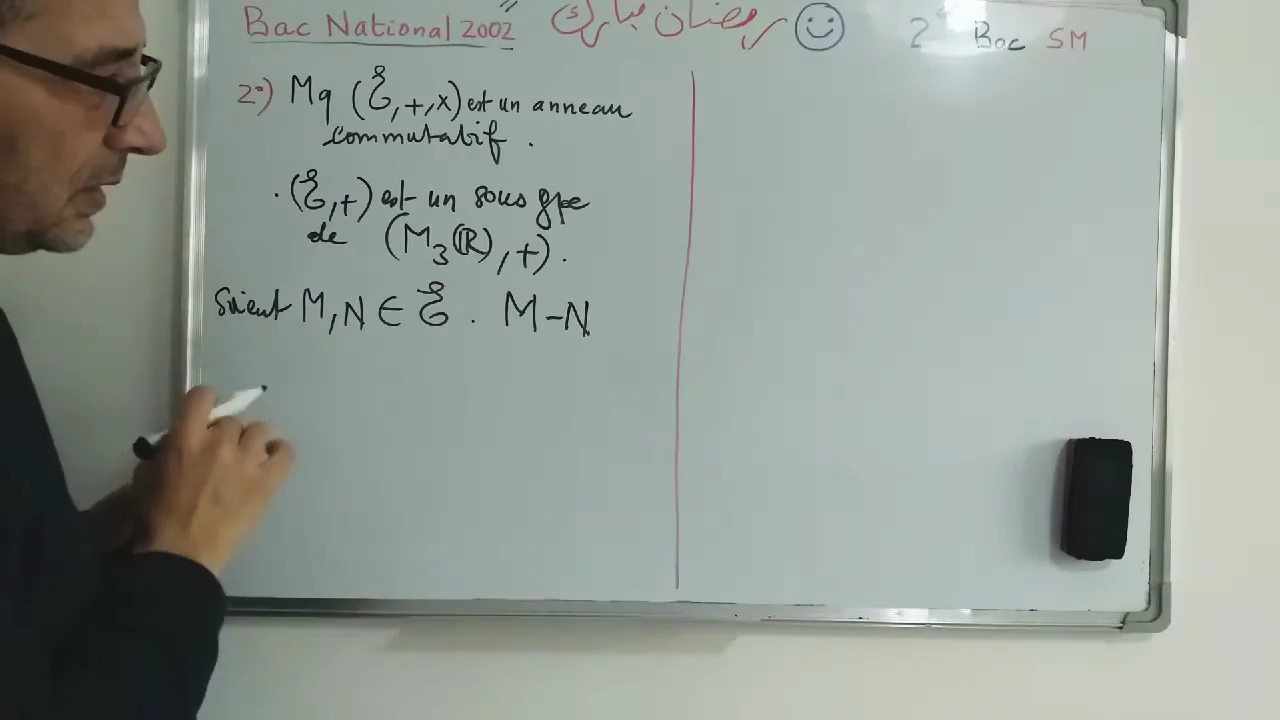 Bac National 2002 " رمضان مبارك ☺ 2 Bac SM
2°) Mq (ℰ,+,x) est un anneau
commutatif .
· (ℰ,+) est un sous gpe
de (M₃(ℝ),+).
Soient M,N ∈ ℰ . M-N